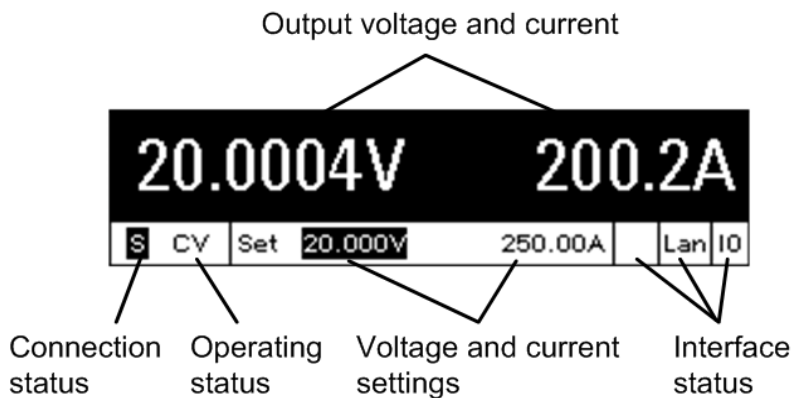 Output voltage and current
20.0004V 200.2A
S CV Set 20.000V 250.00A Lan IO
Connection status
Operating status
Voltage and current settings
Interface status